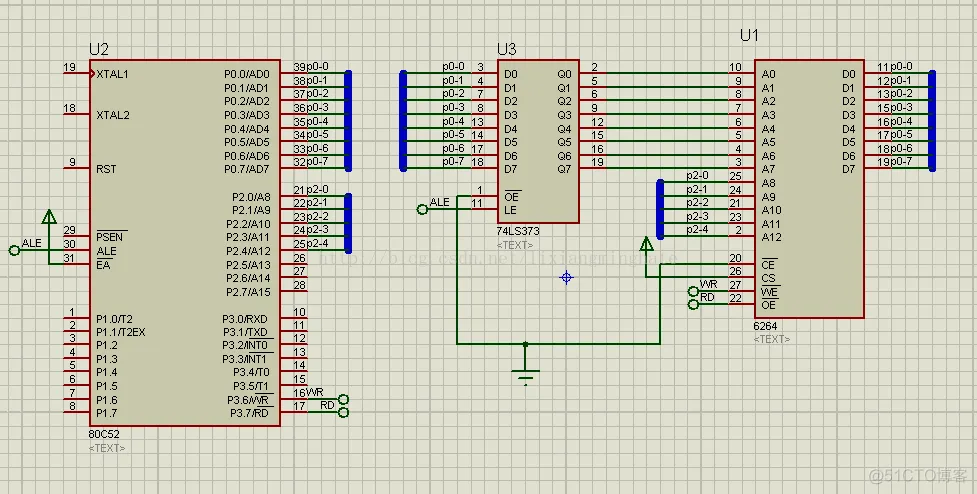 U2
19 XTAL1 P0.0/AD0 39 p0-0
P0.1/AD1 38 p0-1
P0.2/AD2 37 p0-2
18 XTAL2 P0.3/AD3 36 p0-3
P0.4/AD4 35 p0-4
P0.5/AD5 34 p0-5
P0.6/AD6 33 p0-6
9 RST P0.7/AD7 32 p0-7
P2.0/A8 21 p2-0
P2.1/A9 22 p2-1
P2.2/A10 23 p2-2
29 PSEN P2.3/A11 24 p2-3
ALE 30 ALE P2.4/A12 25 p2-4
31 EA P2.5/A13 26
P2.6/A14 27
P2.7/A15 28
1 P1.0/T2 P3.0/RXD 10
2 P1.1/T2EX P3.1/TXD 11
3 P1.2 P3.2/INT0 12
4 P1.3 P3.3/INT1 13
5 P1.4 P3.4/T0 14
6 P1.5 P3.5/T1 15
7 P1.6 P3.6/WR 16 WR
8 P1.7 P3.7/RD 17 RD
80C52
<TEXT>
U3
p0-0 3 D0 Q0 2
p0-1 4 D1 Q1 5
p0-2 7 D2 Q2 6
p0-3 8 D3 Q3 9
p0-4 13 D4 Q4 12
p0-5 14 D5 Q5 15
p0-6 17 D6 Q6 16
p0-7 18 D7 Q7 19
1 OE
ALE 11 LE
74LS373
<TEXT>
U1
10 A0 D0 11 p0-0
9 A1 D1 12 p0-1
8 A2 D2 13 p0-2
7 A3 D3 15 p0-3
6 A4 D4 16 p0-4
5 A5 D5 17 p0-5
4 A6 D6 18 p0-6
3 A7 D7 19 p0-7
p2-0 25 A8
p2-1 24 A9
p2-2 21 A10
p2-3 23 A11
p2-4 2 A12
20 CE
26 CS
WR 27 WE
RD 22 OE
6264
<TEXT>
@51CTO博客